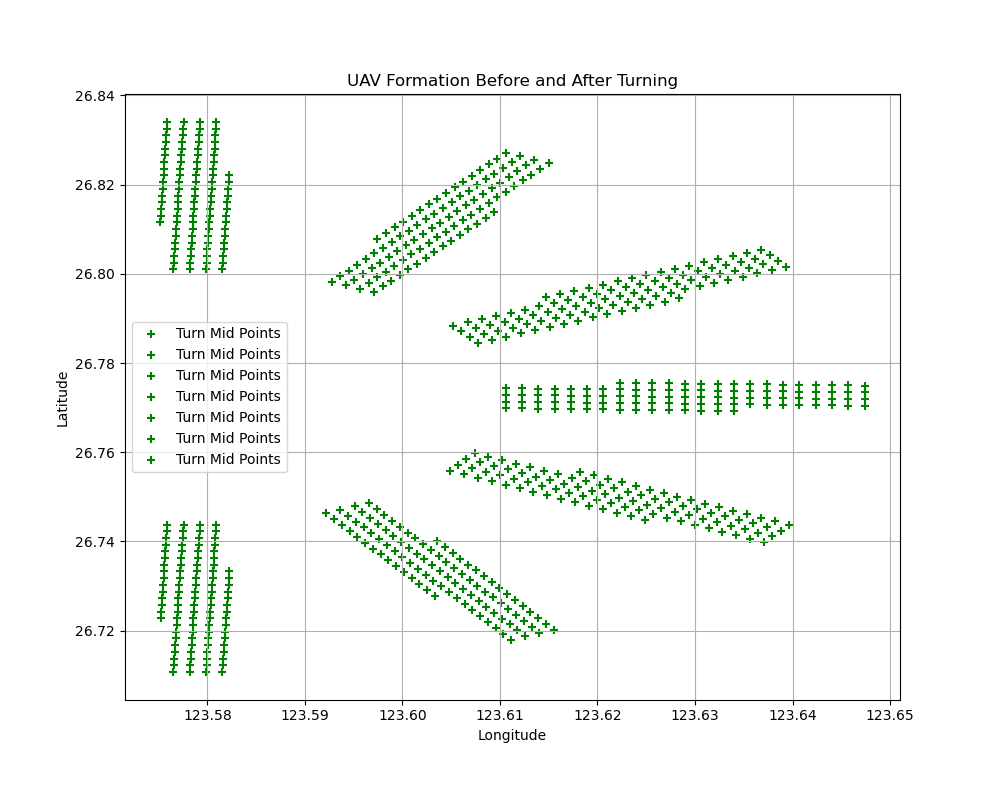 UAV Formation Before and After Turning
26.84
26.82
26.80
26.78
26.76
26.74
26.72
Latitude
Turn Mid Points
Turn Mid Points
Turn Mid Points
Turn Mid Points
Turn Mid Points
Turn Mid Points
Turn Mid Points
123.58 123.59 123.60 123.61 123.62 123.63 123.64 123.65
Longitude